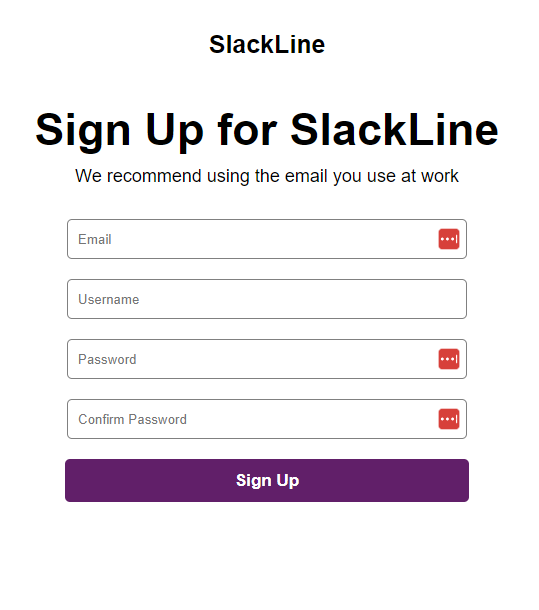 SlackLine
Sign Up for SlackLine
We recommend using the email you use at work
Email
Username
Password
Confirm Password
Sign Up